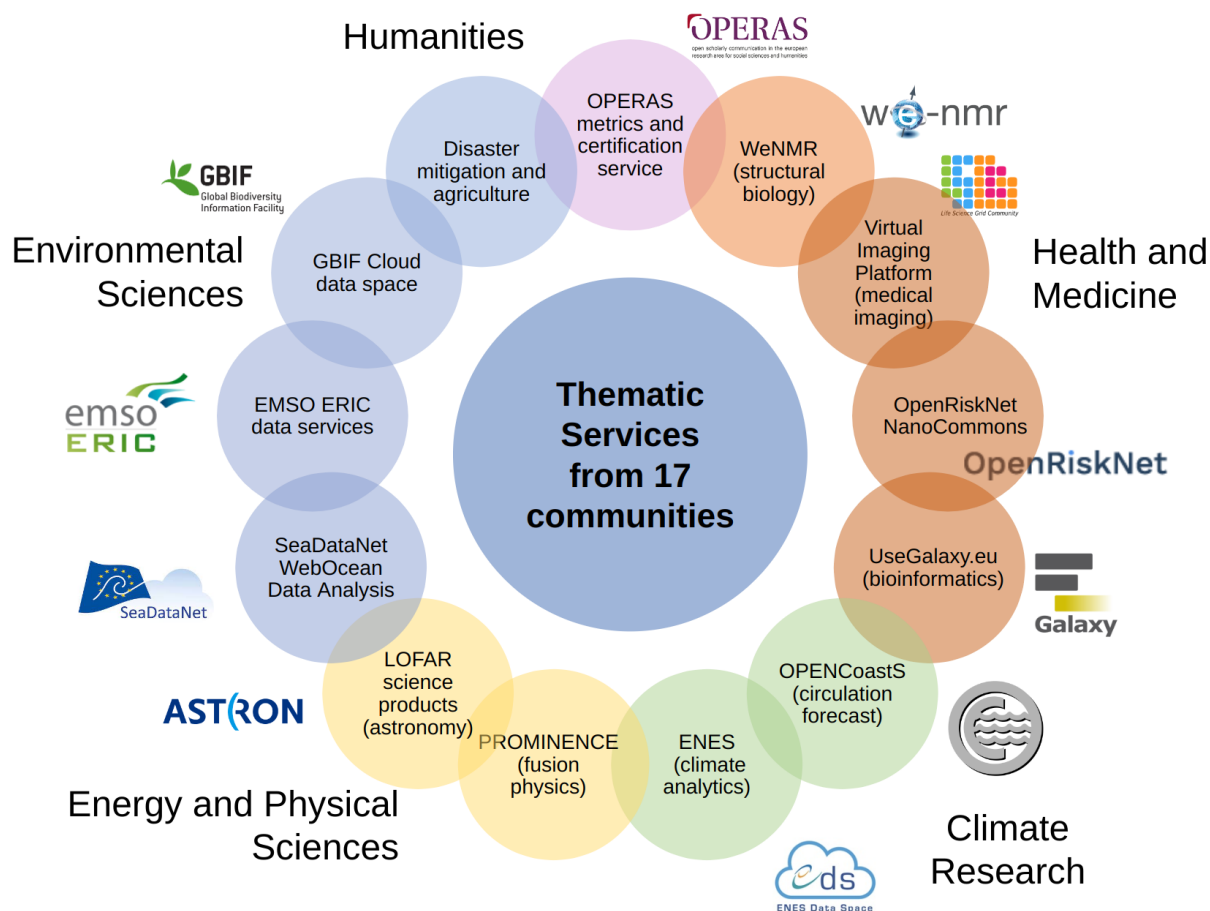 Humanities
OPERAS
open scholarly communication in the european
research area for social sciences and humanities
OPERAS
metrics and
certification
service
WeNMR
(structural
biology)
we-nmr
Life Science Grid Community
Virtual
Imaging
Platform
(medical
imaging)
Health and
Medicine
OpenRiskNet
NanoCommons
OpenRiskNet
UseGalaxy.eu
(bioinformatics)
Galaxy
OPENCoastS
(circulation
forecast)
Climate
Research
ENES
(climate
analytics)
eds
ENES Data Space
PROMINENCE
(fusion
physics)
LOFAR
science
products
(astronomy)
ASTRON
Energy and Physical
Sciences
SeaDataNet
WebOcean
Data Analysis
SeaDataNet
EMSO ERIC
data services
emso
ERIC
GBIF Cloud
data space
Environmental
Sciences
GBIF
Global Biodiversity
Information Facility
Disaster
mitigation and
agriculture
Thematic
Services
from 17
communities